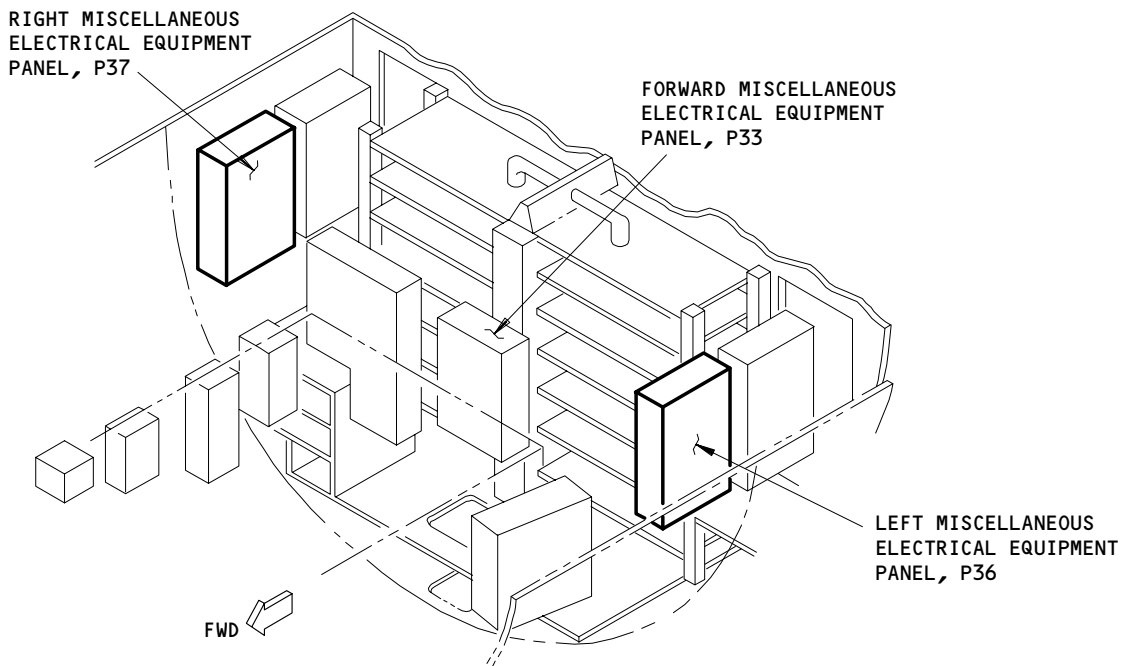 RIGHT MISCELLANEOUS
ELECTRICAL EQUIPMENT
PANEL, P37
FORWARD MISCELLANEOUS
ELECTRICAL EQUIPMENT
PANEL, P33
LEFT MISCELLANEOUS
ELECTRICAL EQUIPMENT
PANEL, P36
FWD